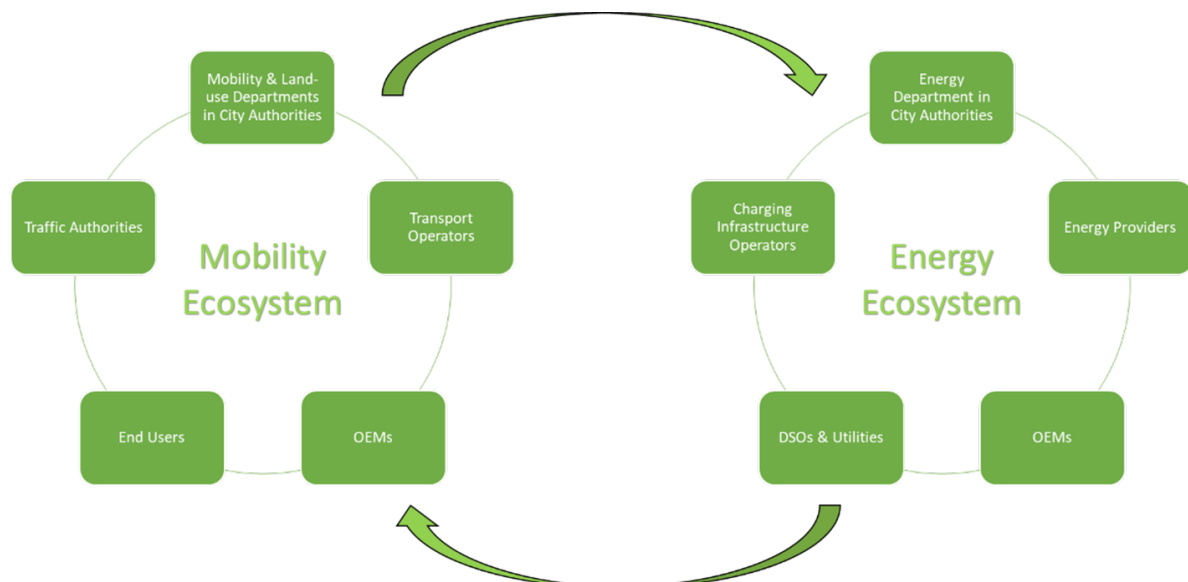 Mobility & Land-
use Departments
in City Authorities
Traffic Authorities
Transport
Operators
Mobility
Ecosystem
End Users
OEMs
Energy
Department in
City Authorities
Charging
Infrastructure
Operators
Energy Providers
Energy
Ecosystem
DSOs & Utilities
OEMs